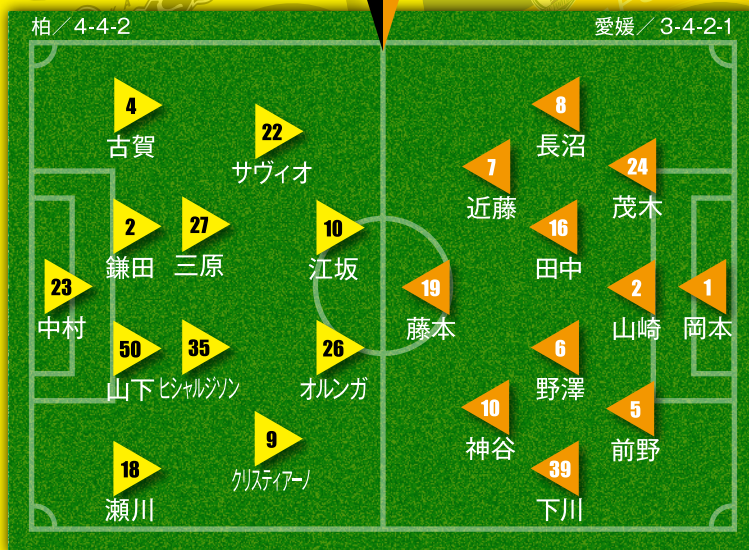 柏／4-4-2
愛媛／3-4-2-1
4
古賀
22
サヴィオ
2
鎌田
27
三原
10
江坂
23
中村
50
山下
35
ヒシャルジソン
26
オルンガ
9
クリスティアーノ
18
瀬川
8
長沼
7
近藤
24
茂木
16
田中
19
藤本
2
山崎
1
岡本
6
野澤
10
神谷
5
前野
39
下川